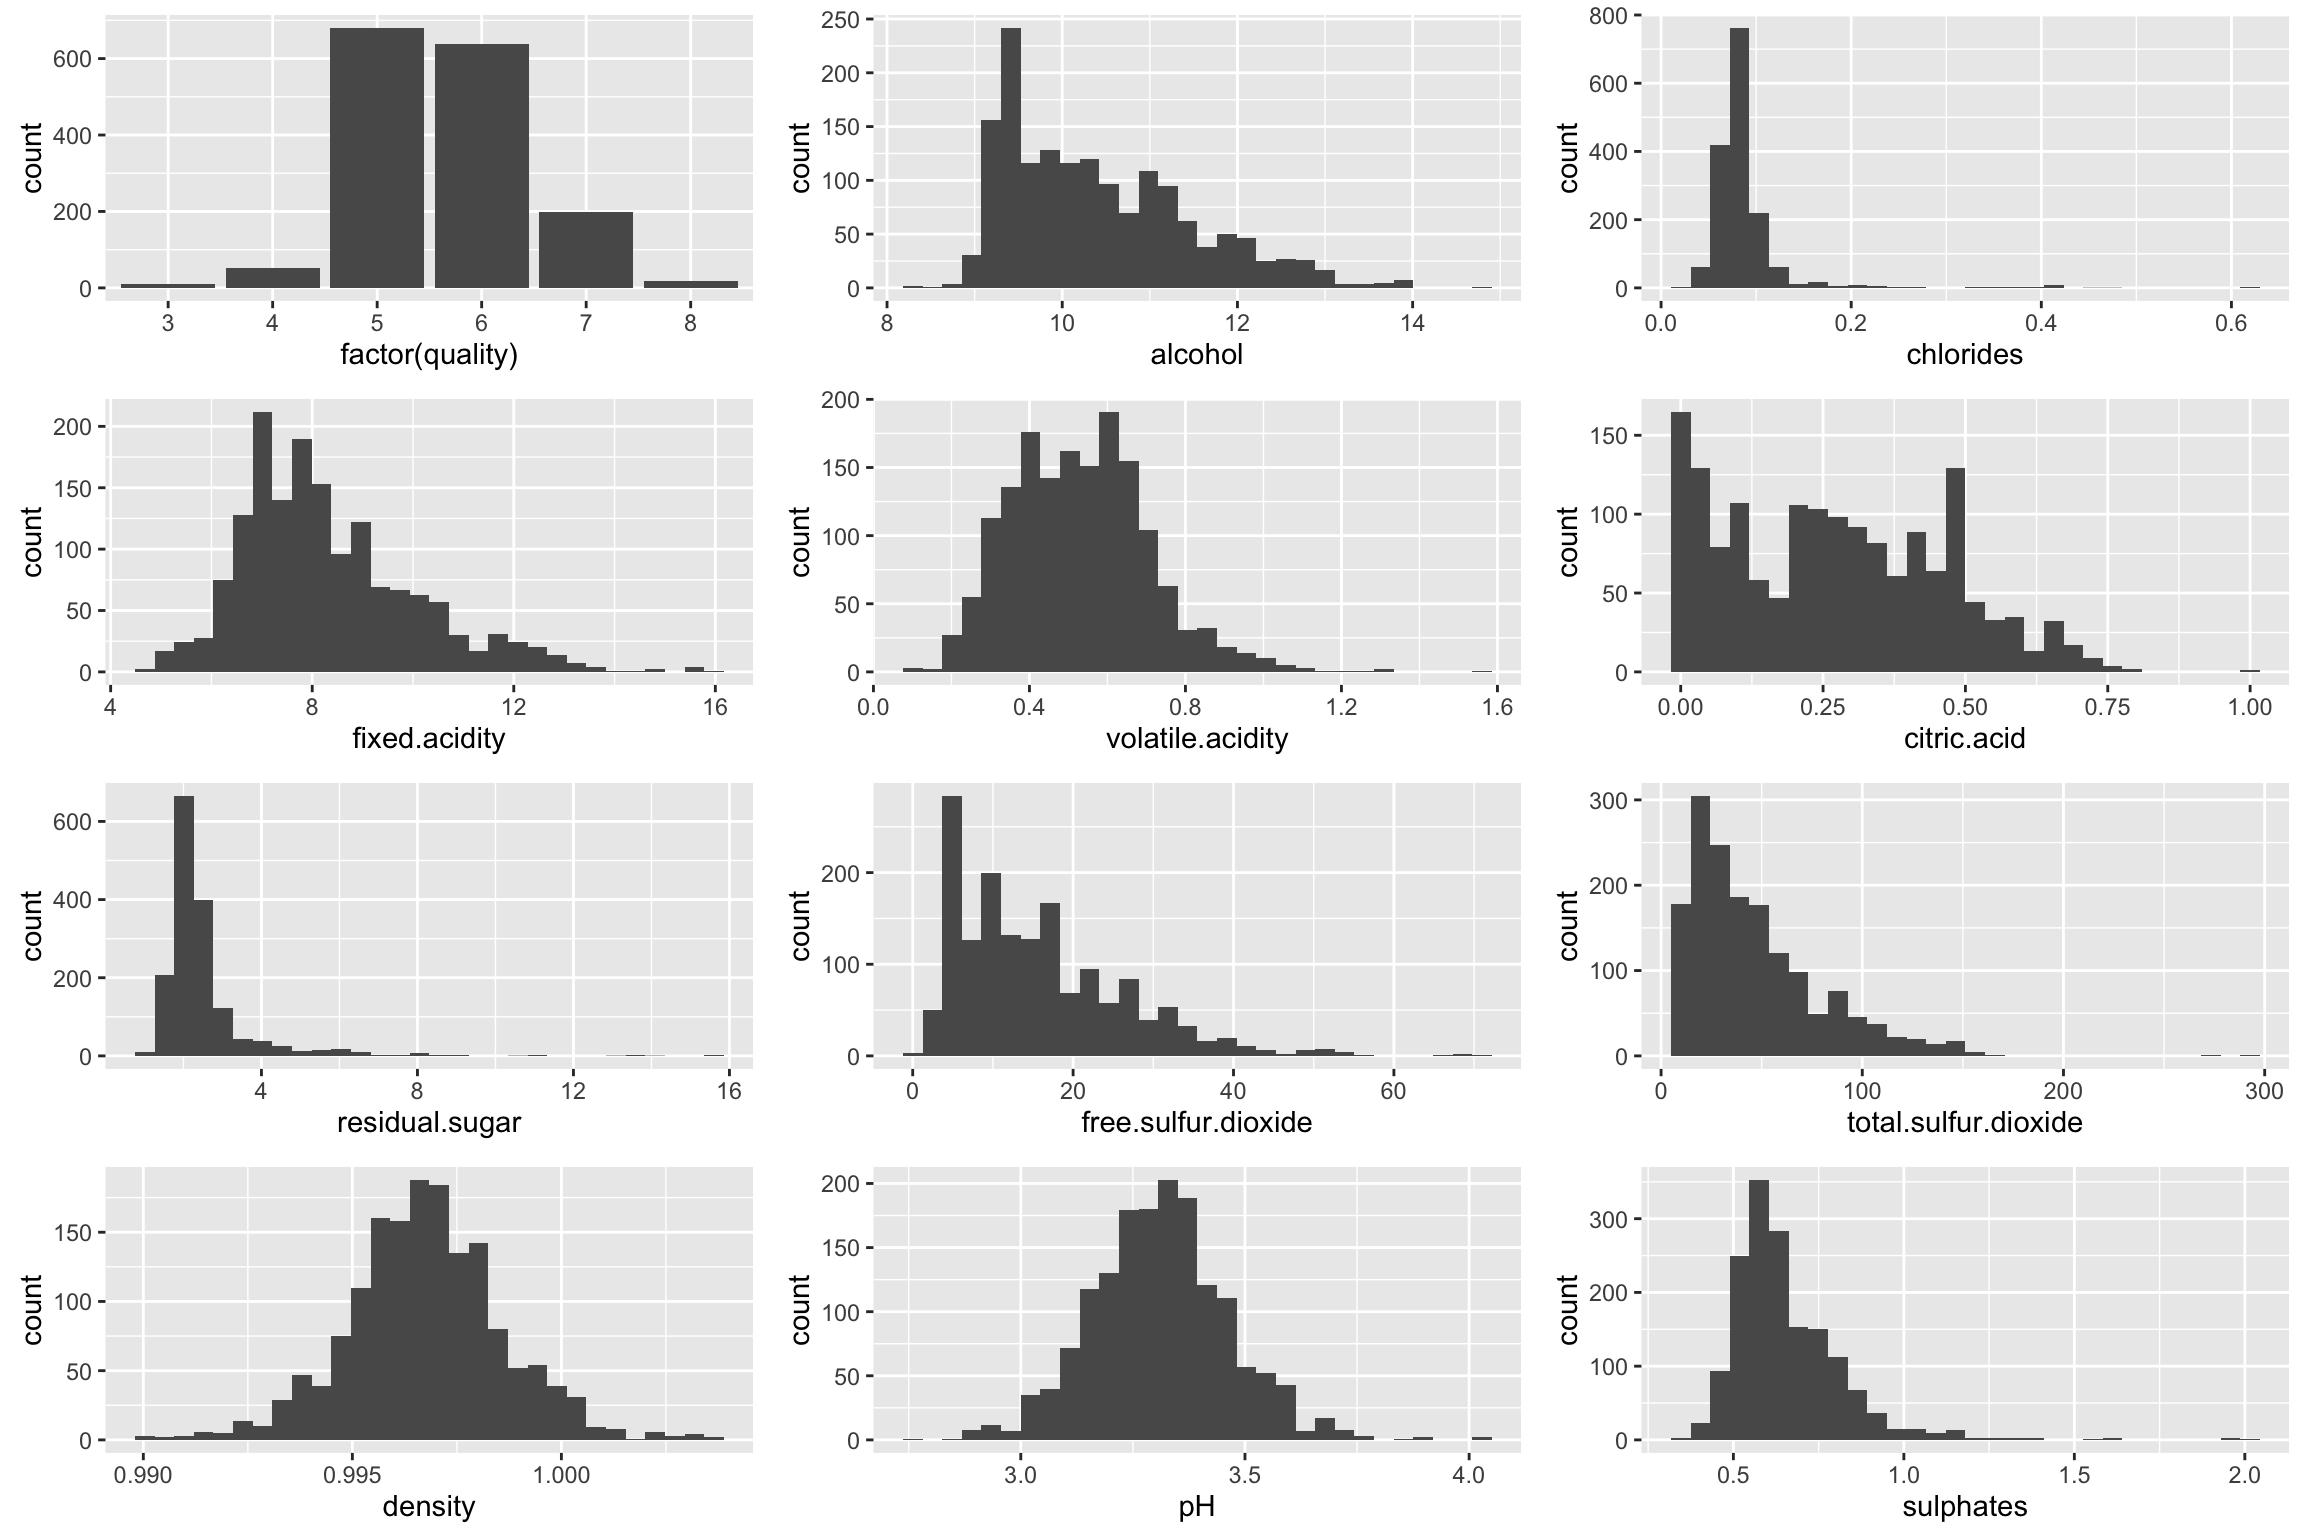 count
600
400
200
0
3 4 5 6 7 8
factor(quality)
count
250
200
150
100
50
0
8 10 12 14
alcohol
count
800
600
400
200
0
0.0 0.2 0.4 0.6
chlorides
count
200
150
100
50
0
4 8 12 16
fixed.acidity
count
200
150
100
50
0
0.0 0.4 0.8 1.2 1.6
volatile.acidity
count
150
100
50
0
0.00 0.25 0.50 0.75 1.00
citric.acid
count
600
400
200
0
4 8 12 16
residual.sugar
count
200
100
0
0 20 40 60
free.sulfur.dioxide
count
300
200
100
0
0 100 200 300
total.sulfur.dioxide
count
150
100
50
0
0.990 0.995 1.000
density
count
200
150
100
50
0
3.0 3.5 4.0
pH
count
300
200
100
0
0.5 1.0 1.5 2.0
sulphates